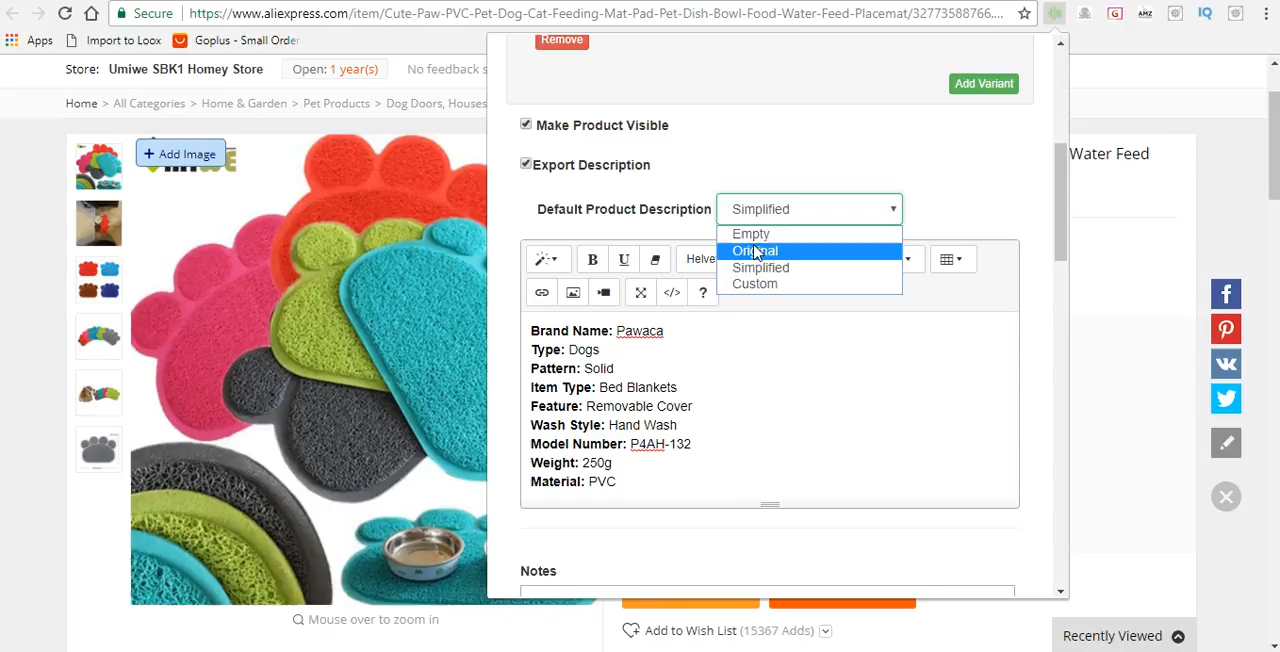 Secure
https://www.aliexpress.com/item/Cute-Paw-PVC-Pet-Dog-Cat-Feeding-Mat-Pad-Pet-Dish-Bowl-Food-Water-Feed-Placemat/32773588766....
G
AMZ
IQ
Apps
Import to Loox
Goplus - Small Order
Store: Umiwe SBK1 Homey Store
Open: 1 year(s)
No feedback s
Home > All Categories > Home & Garden > Pet Products > Dog Doors, Houses
+ Add Image
Remove
Add Variant
Make Product Visible
Export Description
Default Product Description
Simplified
Empty
Original
Simplified
Custom
B U
Helve
</> ?
Brand Name: Pawaca
Type: Dogs
Pattern: Solid
Item Type: Bed Blankets
Feature: Removable Cover
Wash Style: Hand Wash
Model Number: P4AH-132
Weight: 250g
Material: PVC
Notes
Water Feed
Mouse over to zoom in
Add to Wish List (15367 Adds)
Recently Viewed